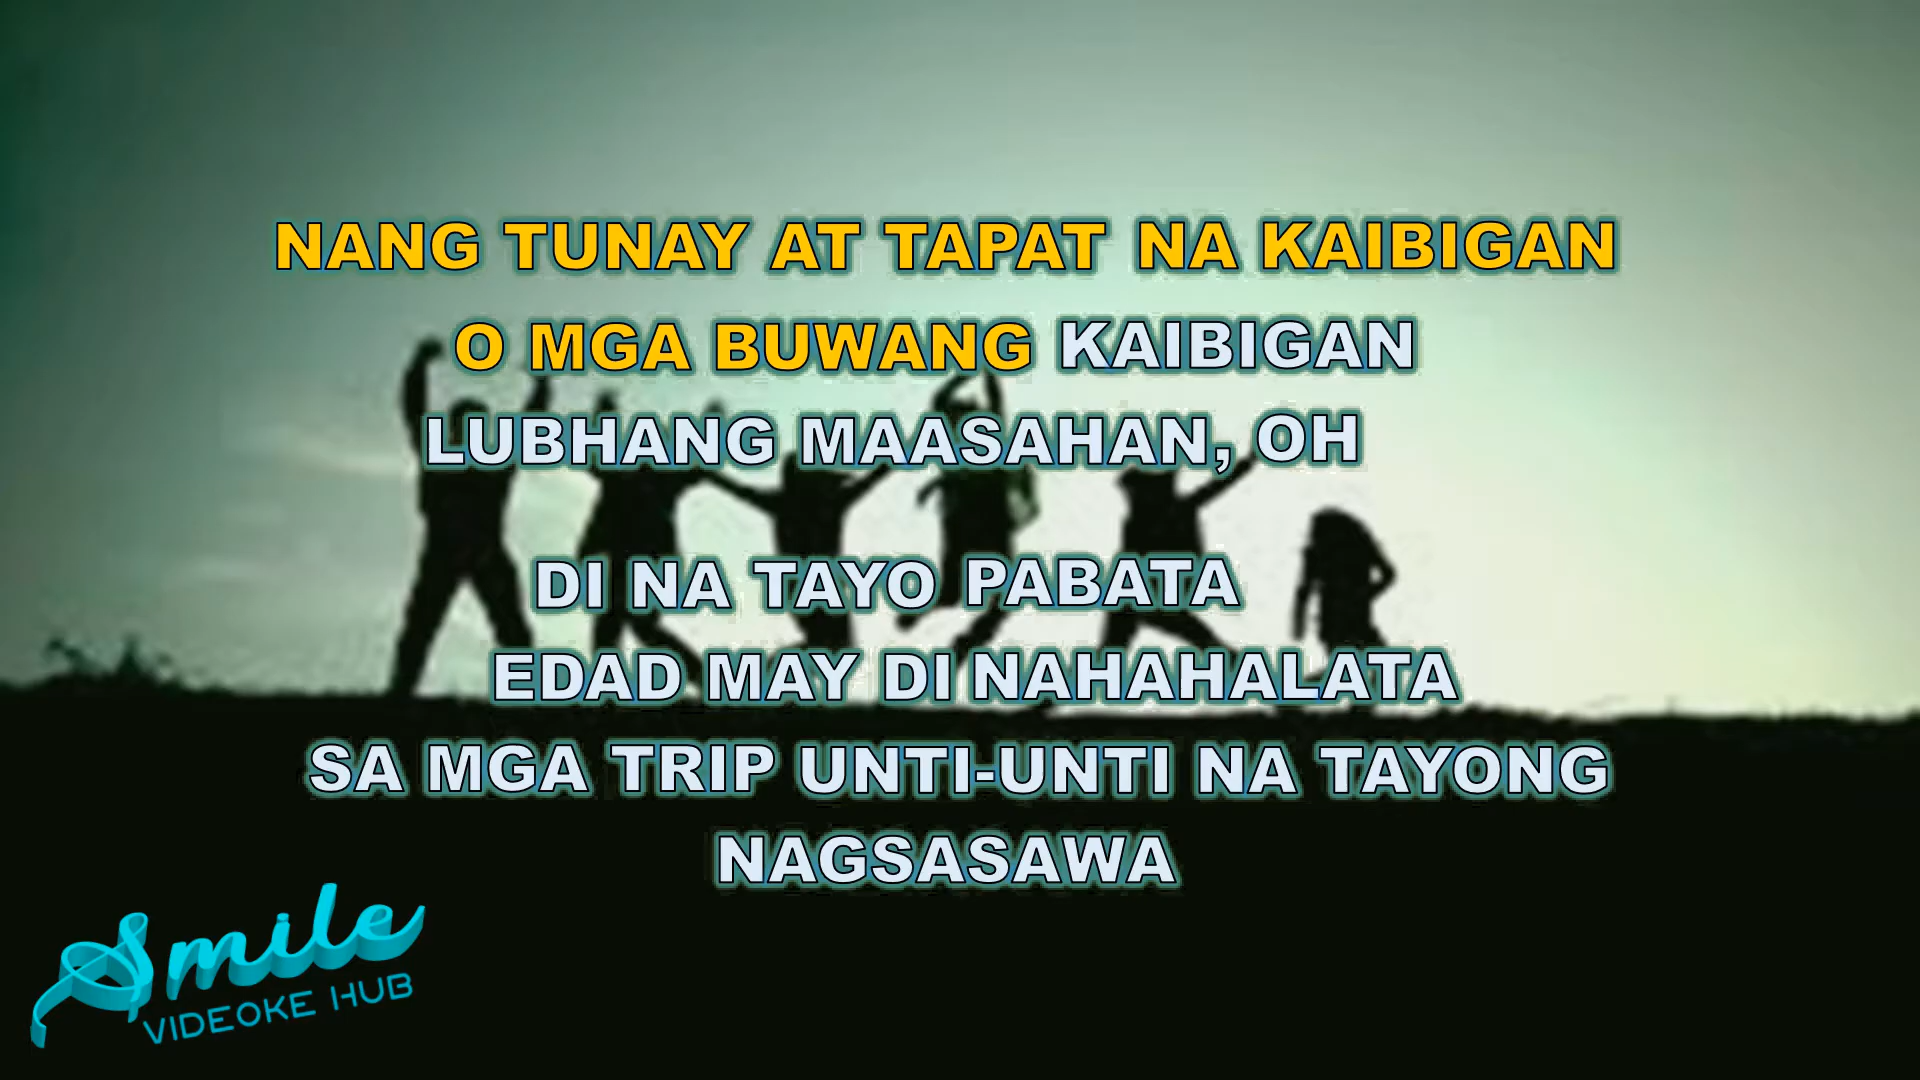 NANG TUNAY AT TAPAT NA KAIBIGAN
O MGA BUWANG KAIBIGAN
LUBHANG MAASAHAN, OH
DI NA TAYO PABATA
EDAD MAY DI NAHAHALATA
SA MGA TRIP UNTI-UNTI NA TAYONG
NAGSASAWA
Smile
VIDEOKE HUB